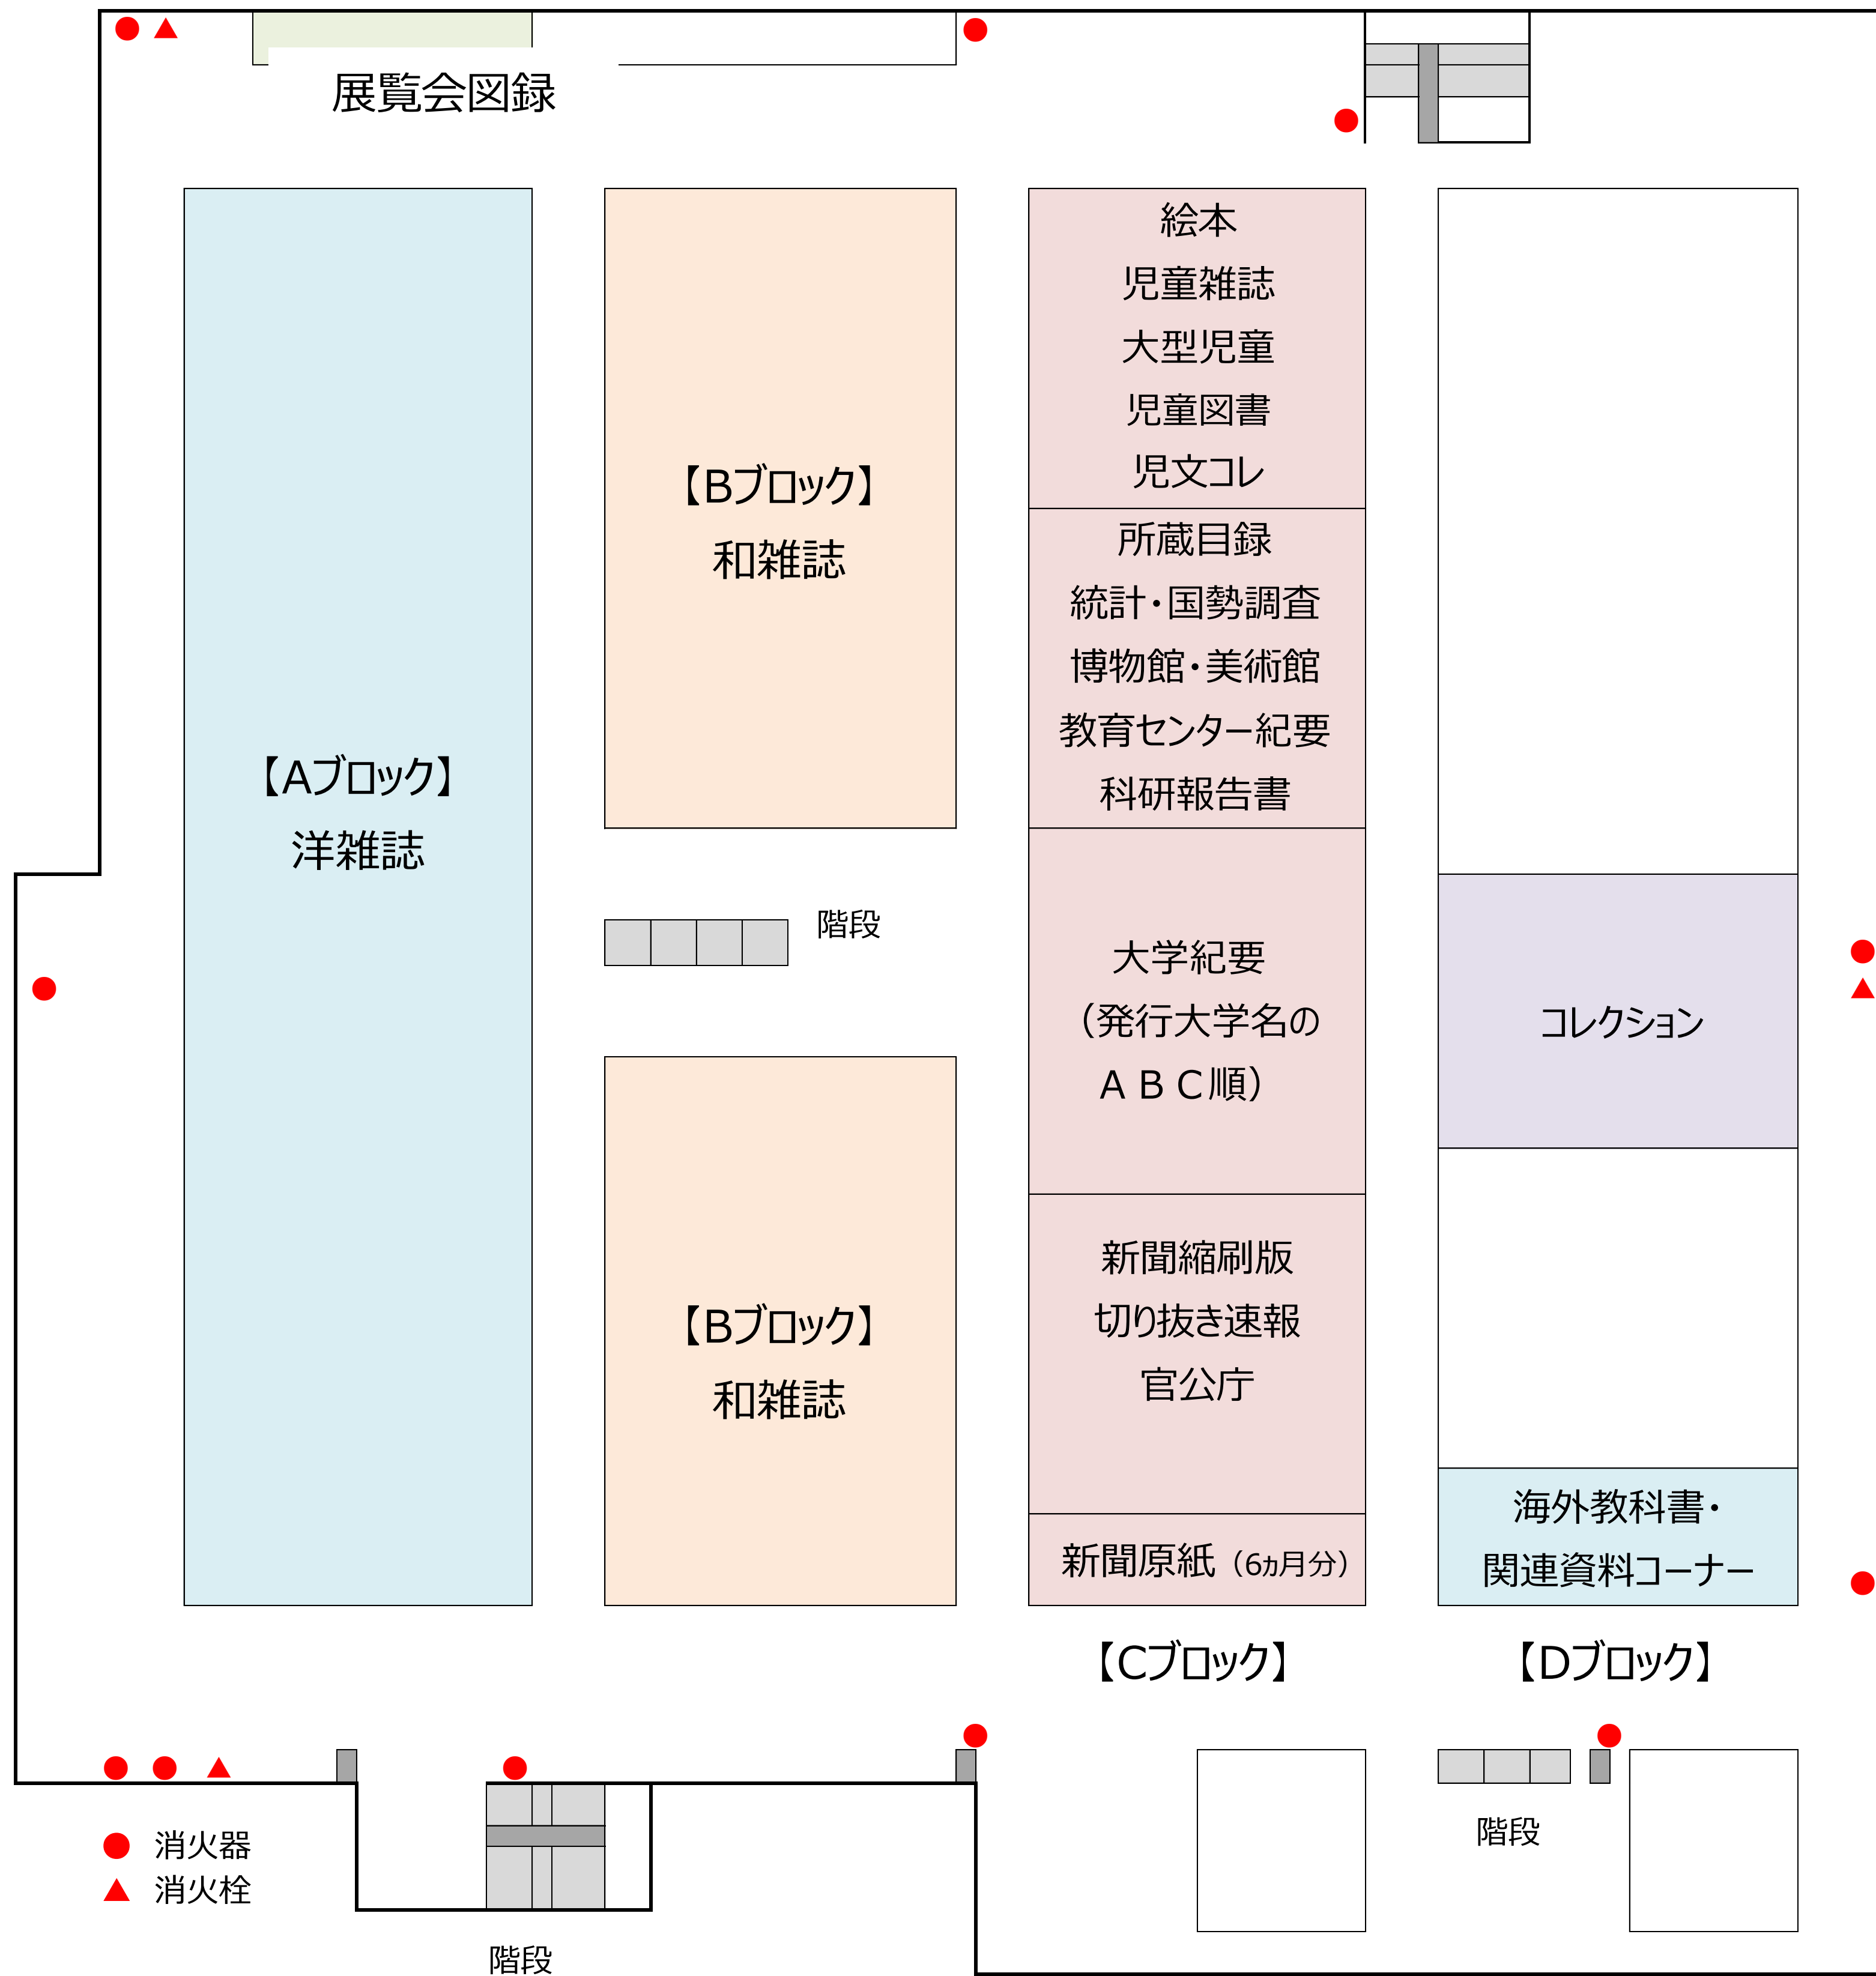 展覧会図録
【Aブロック】
洋雑誌
【Bブロック】
和雑誌
階段
【Bブロック】
和雑誌
絵本
児童雑誌
大型児童
児童図書
児文コレ
所蔵目録
統計・国勢調査
博物館・美術館
教育センター紀要
科研報告書
大学紀要
（発行大学名の
ＡＢＣ順）
新聞縮刷版
切り抜き速報
官公庁
新聞原紙（6ヵ月分）
【Cブロック】
コレクション
海外教科書・
関連資料コーナー
【Dブロック】
階段
消火器
消火栓
階段